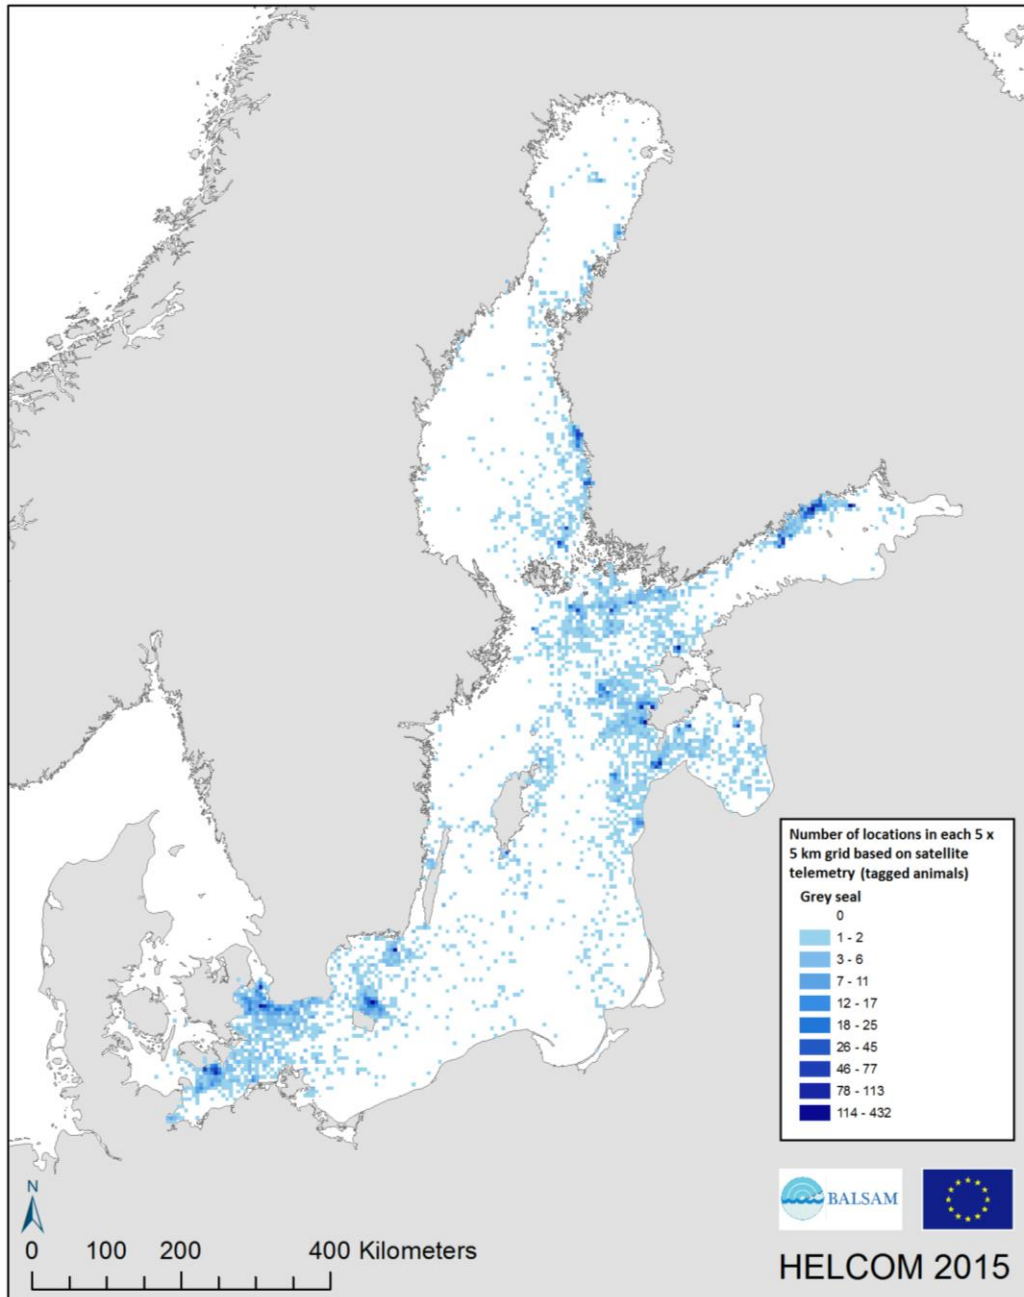 Number of locations in each 5 x
5 km grid based on satellite
telemetry (tagged animals)
Grey seal
0
1 - 2
3 - 6
7 - 11
12 - 17
18 - 25
26 - 45
46 - 77
78 - 113
114 - 432
BALSAM
N
0 100 200 400 Kilometers
HELCOM 2015